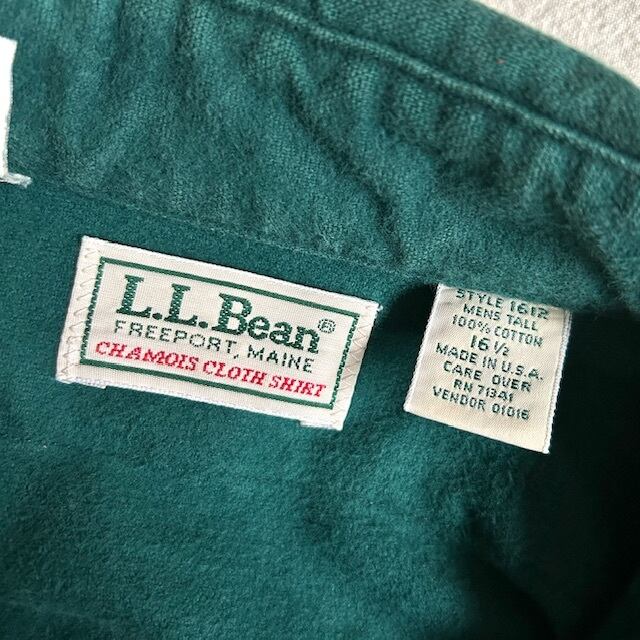 L.L.Bean®
FREEPORT, MAINE
CHAMOIS CLOTH SHIRT
STYLE 1612
MENS TALL
100% COTTON
16 1/2
MADE IN U.S.A.
CARE OVER
RN 71341
VENDOR 01016